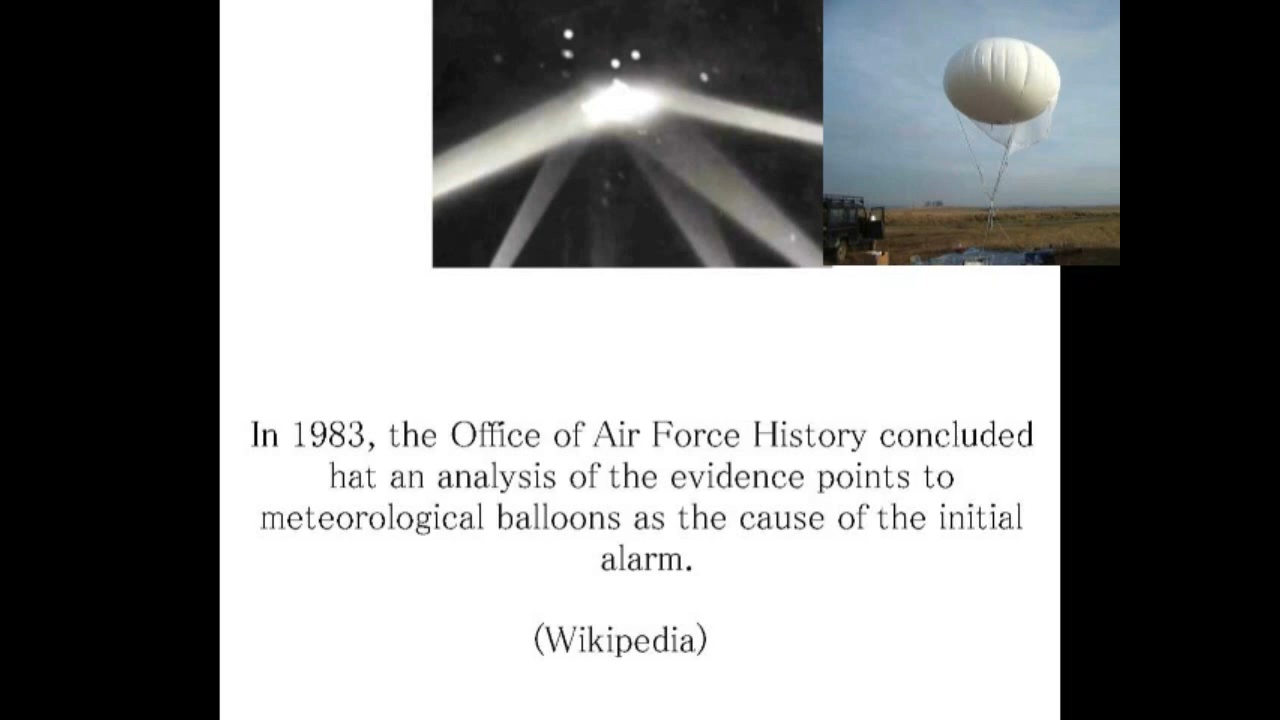 In 1983, the Office of Air Force History concluded
hat an analysis of the evidence points to
meteorological balloons as the cause of the initial
alarm.
(Wikipedia)